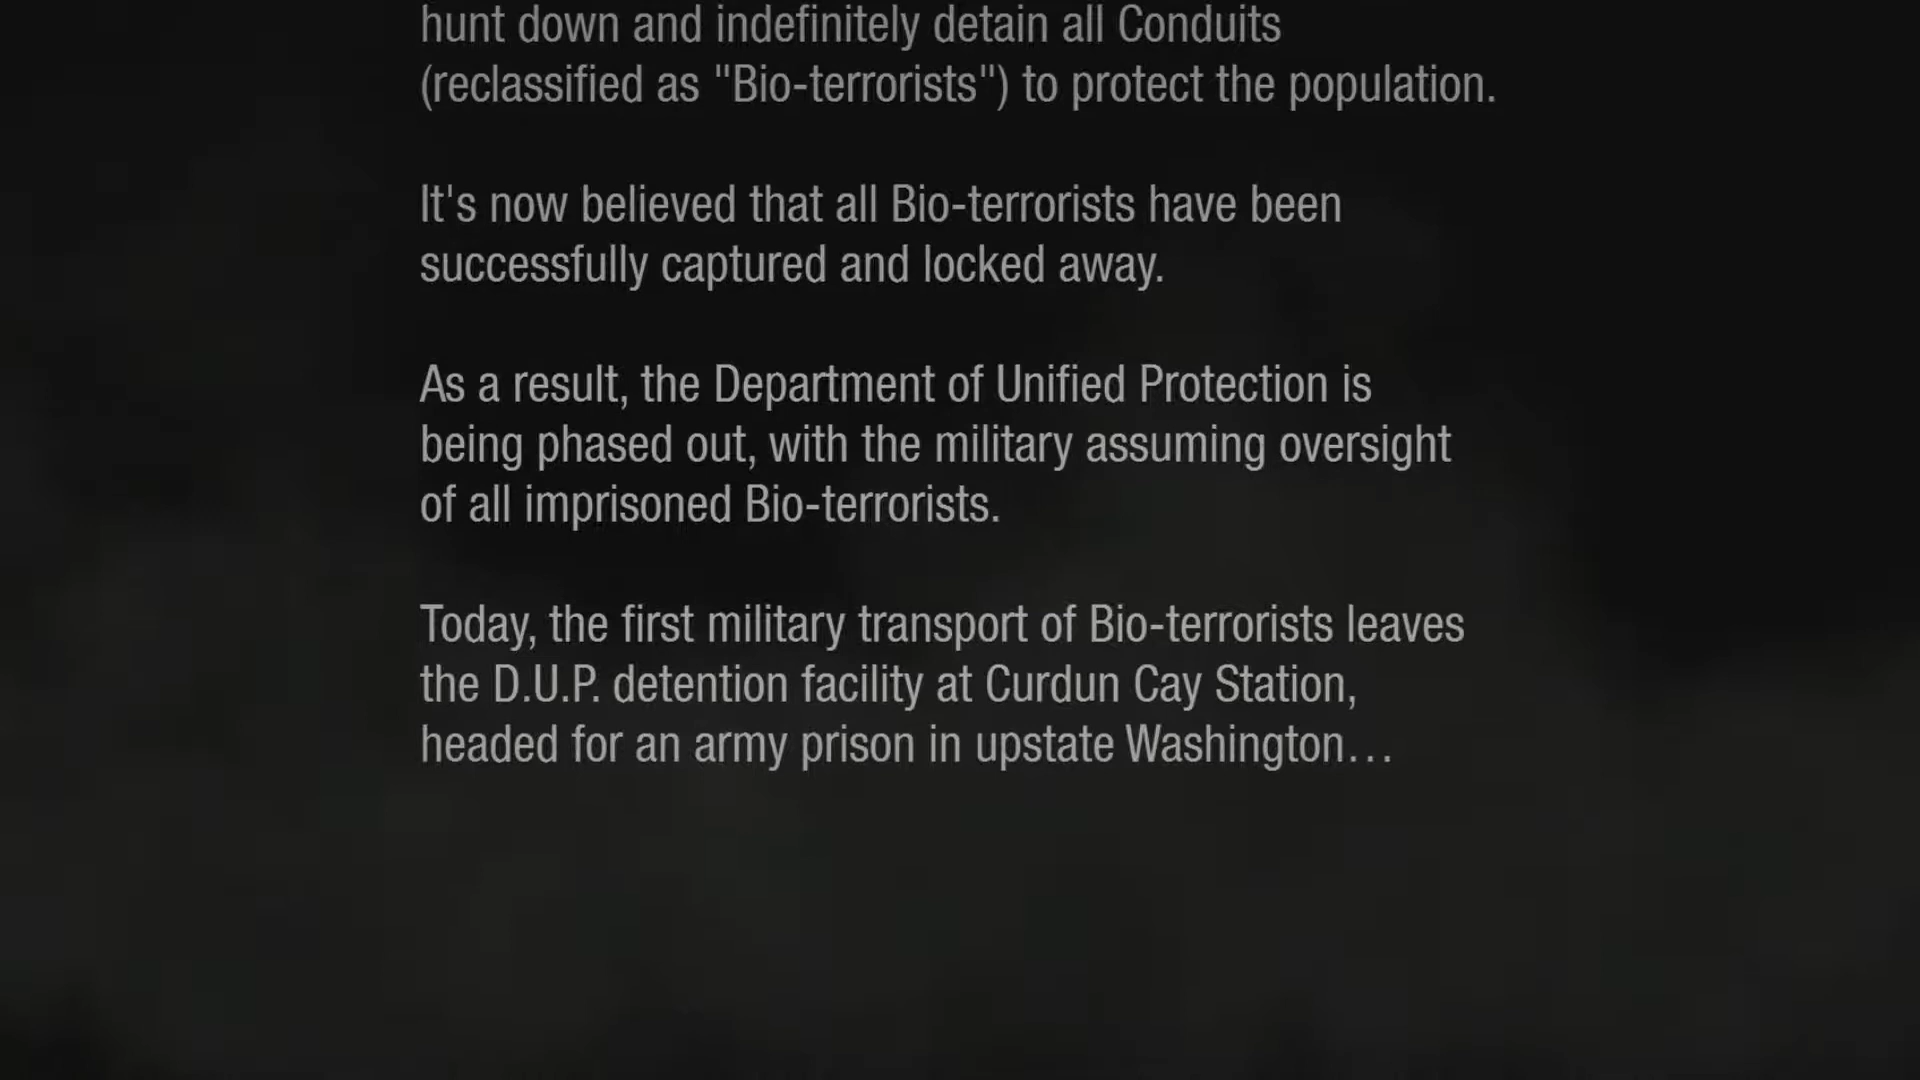 hunt down and indefinitely detain all Conduits
(reclassified as "Bio-terrorists") to protect the population.
It's now believed that all Bio-terrorists have been
successfully captured and locked away.
As a result, the Department of Unified Protection is
being phased out, with the military assuming oversight
of all imprisoned Bio-terrorists.
Today, the first military transport of Bio-terrorists leaves
the D.U.P. detention facility at Curdun Cay Station,
headed for an army prison in upstate Washington…